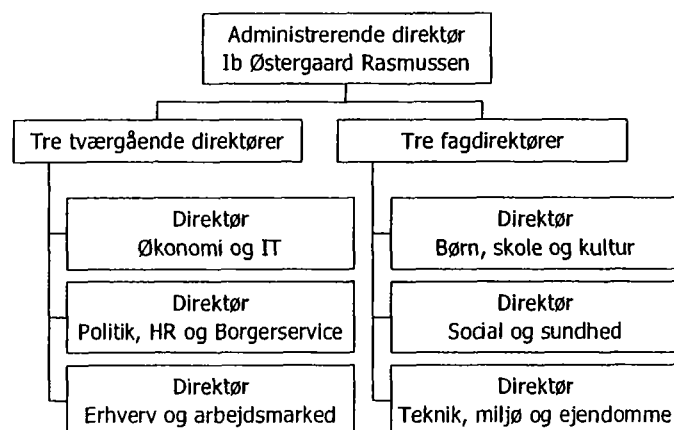 Administrerende direktør
Ib Østergaard Rasmussen
Tre tværgående direktører
Direktør
Økonomi og IT
Direktør
Politik, HR og Borgerservice
Direktør
Erhverv og arbejdsmarked
Tre fagdirektører
Direktør
Børn, skole og kultur
Direktør
Social og sundhed
Direktør
Teknik, miljø og ejendomme